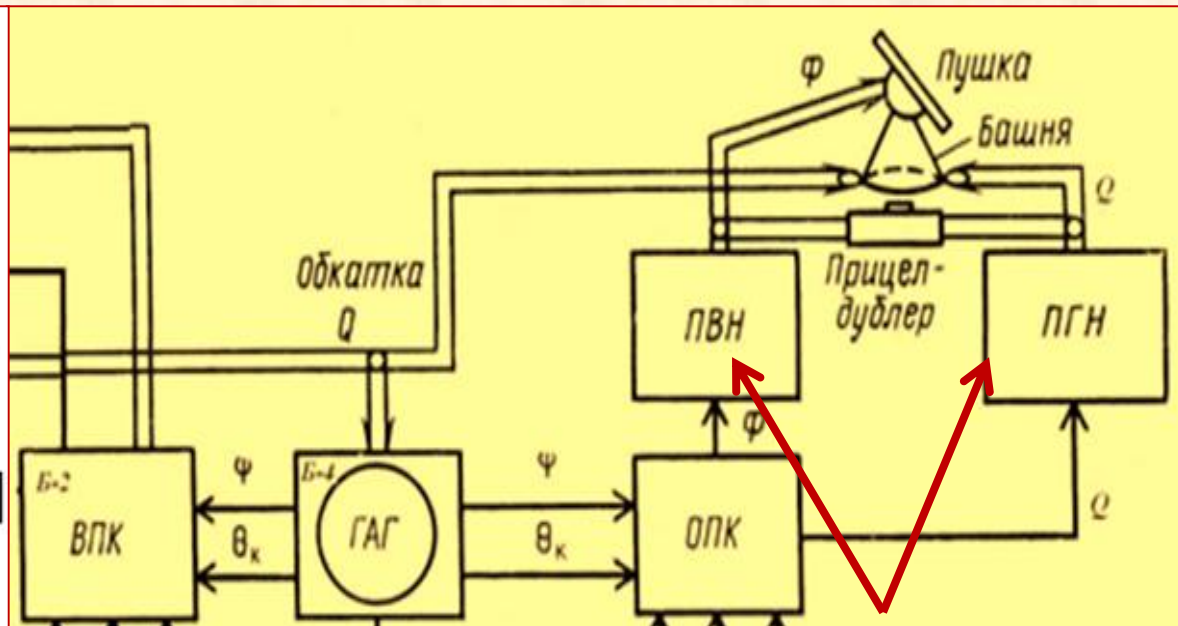 Ф
Пушка
Башня
Q
Обкатка
Q
Прицел-
дублер
ПВН
ПГН
Ф
Б-2
Ψ
Б-4
Ψ
Q
ВПК
θк
ГАГ
θк
ОПК